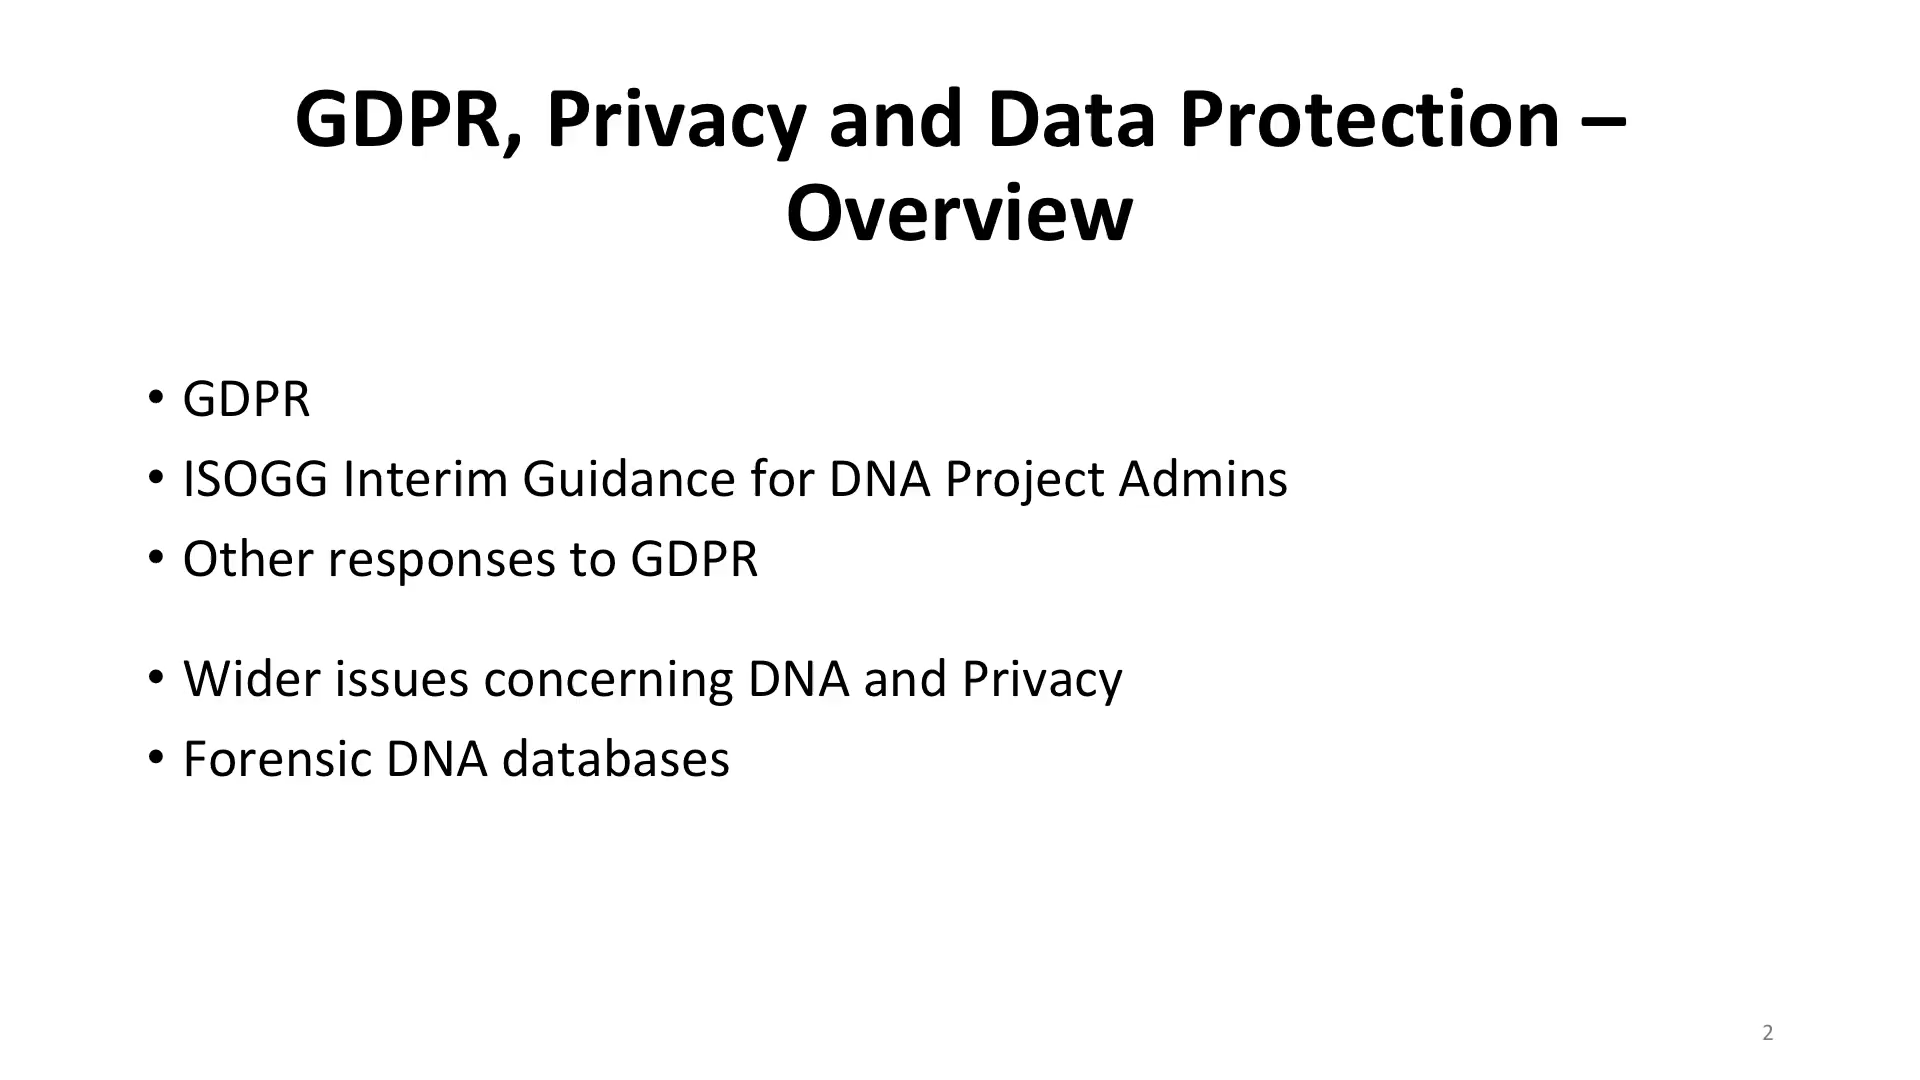 GDPR, Privacy and Data Protection –
Overview
• GDPR
• ISOGG Interim Guidance for DNA Project Admins
• Other responses to GDPR
• Wider issues concerning DNA and Privacy
• Forensic DNA databases
2